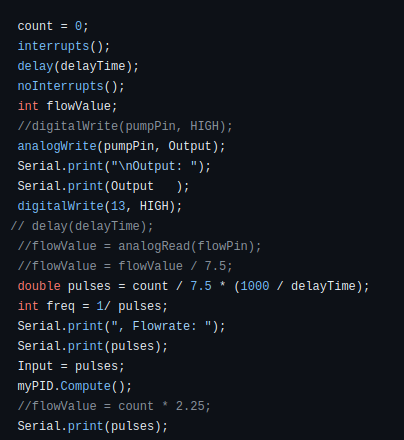 count = 0;
interrupts();
delay(delayTime);
noInterrupts();
int flowValue;
//digitalWrite(pumpPin, HIGH);
analogWrite(pumpPin, Output);
Serial.print("\nOutput: ");
Serial.print(Output   );
digitalWrite(13, HIGH);
// delay(delayTime);
//flowValue = analogRead(flowPin);
//flowValue = flowValue / 7.5;
double pulses = count / 7.5 * (1000 / delayTime);
int freq = 1/ pulses;
Serial.print(", Flowrate: ");
Serial.print(pulses);
Input = pulses;
myPID.Compute();
//flowValue = count * 2.25;
Serial.print(pulses);